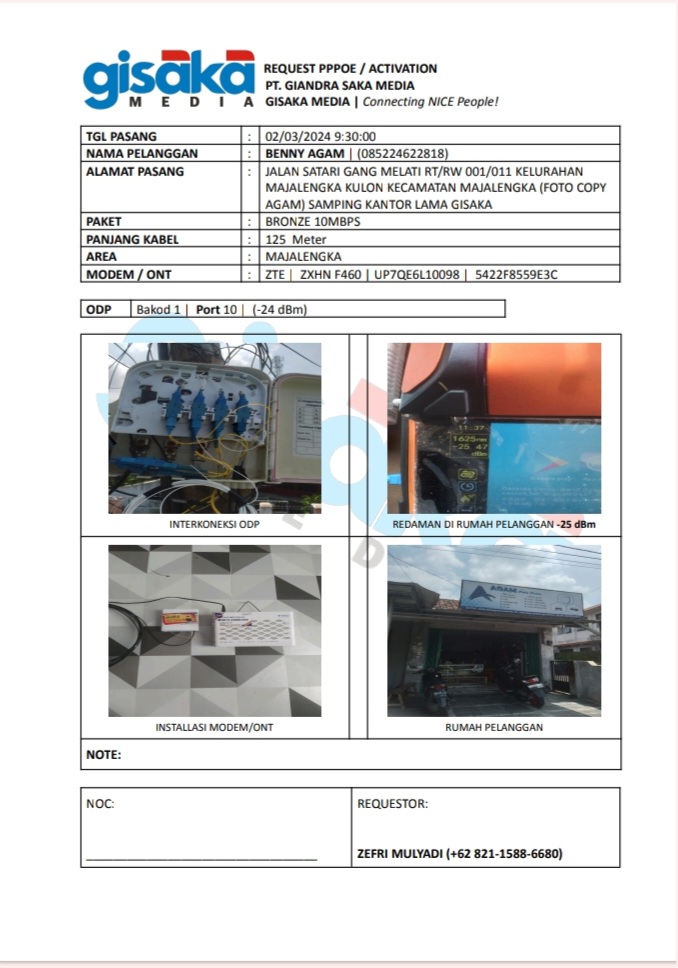 gisaka
MEDIA
REQUEST PPPOE / ACTIVATION
PT. GIANDRA SAKA MEDIA
GISAKA MEDIA | Connecting NICE People!
TGL PASANG : 02/03/2024 9:30:00
NAMA PELANGGAN : BENNY AGAM | (085224622818)
ALAMAT PASANG : JALAN SATARI GANG MELATI RT/RW 001/011 KELURAHAN
MAJALENGKA KULON KECAMATAN MAJALENGKA (FOTO COPY
AGAM) SAMPING KANTOR LAMA GISAKA
PAKET : BRONZE 10MBPS
PANJANG KABEL : 125 Meter
AREA : MAJALENGKA
MODEM / ONT : ZTE | ZXHN F460 | UP7QE6L10098 | 5422F8559E3C
ODP Bakod 1 | Port 10 | (-24 dBm)
11:37
1625nm
-25.47
dBm
INTERKONEKSI ODP
REDAMAN DI RUMAH PELANGGAN -25 dBm
INSTALLASI MODEM/ONT
RUMAH PELANGGAN
NOTE:
NOC:
REQUESTOR:
ZEFRI MULYADI (+62 821-1588-6680)